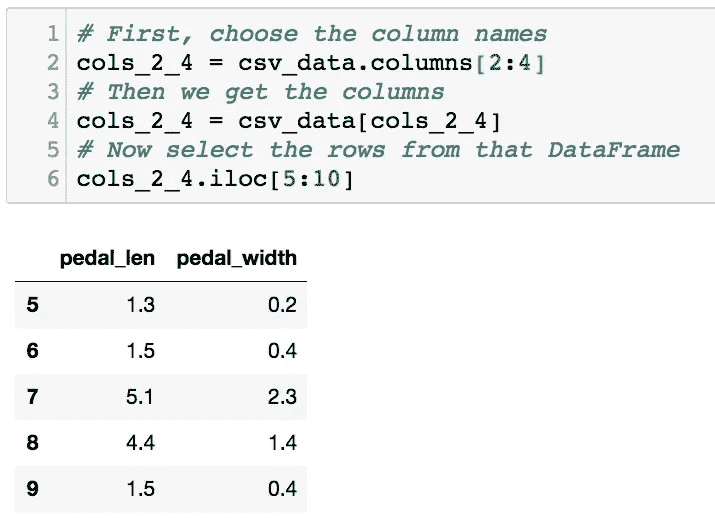 1 # First, choose the column names
2 cols_2_4 = csv_data.columns[2:4]
3 # Then we get the columns
4 cols_2_4 = csv_data[cols_2_4]
5 # Now select the rows from that DataFrame
6 cols_2_4.iloc[5:10]
pedal_len pedal_width
5 1.3 0.2
6 1.5 0.4
7 5.1 2.3
8 4.4 1.4
9 1.5 0.4